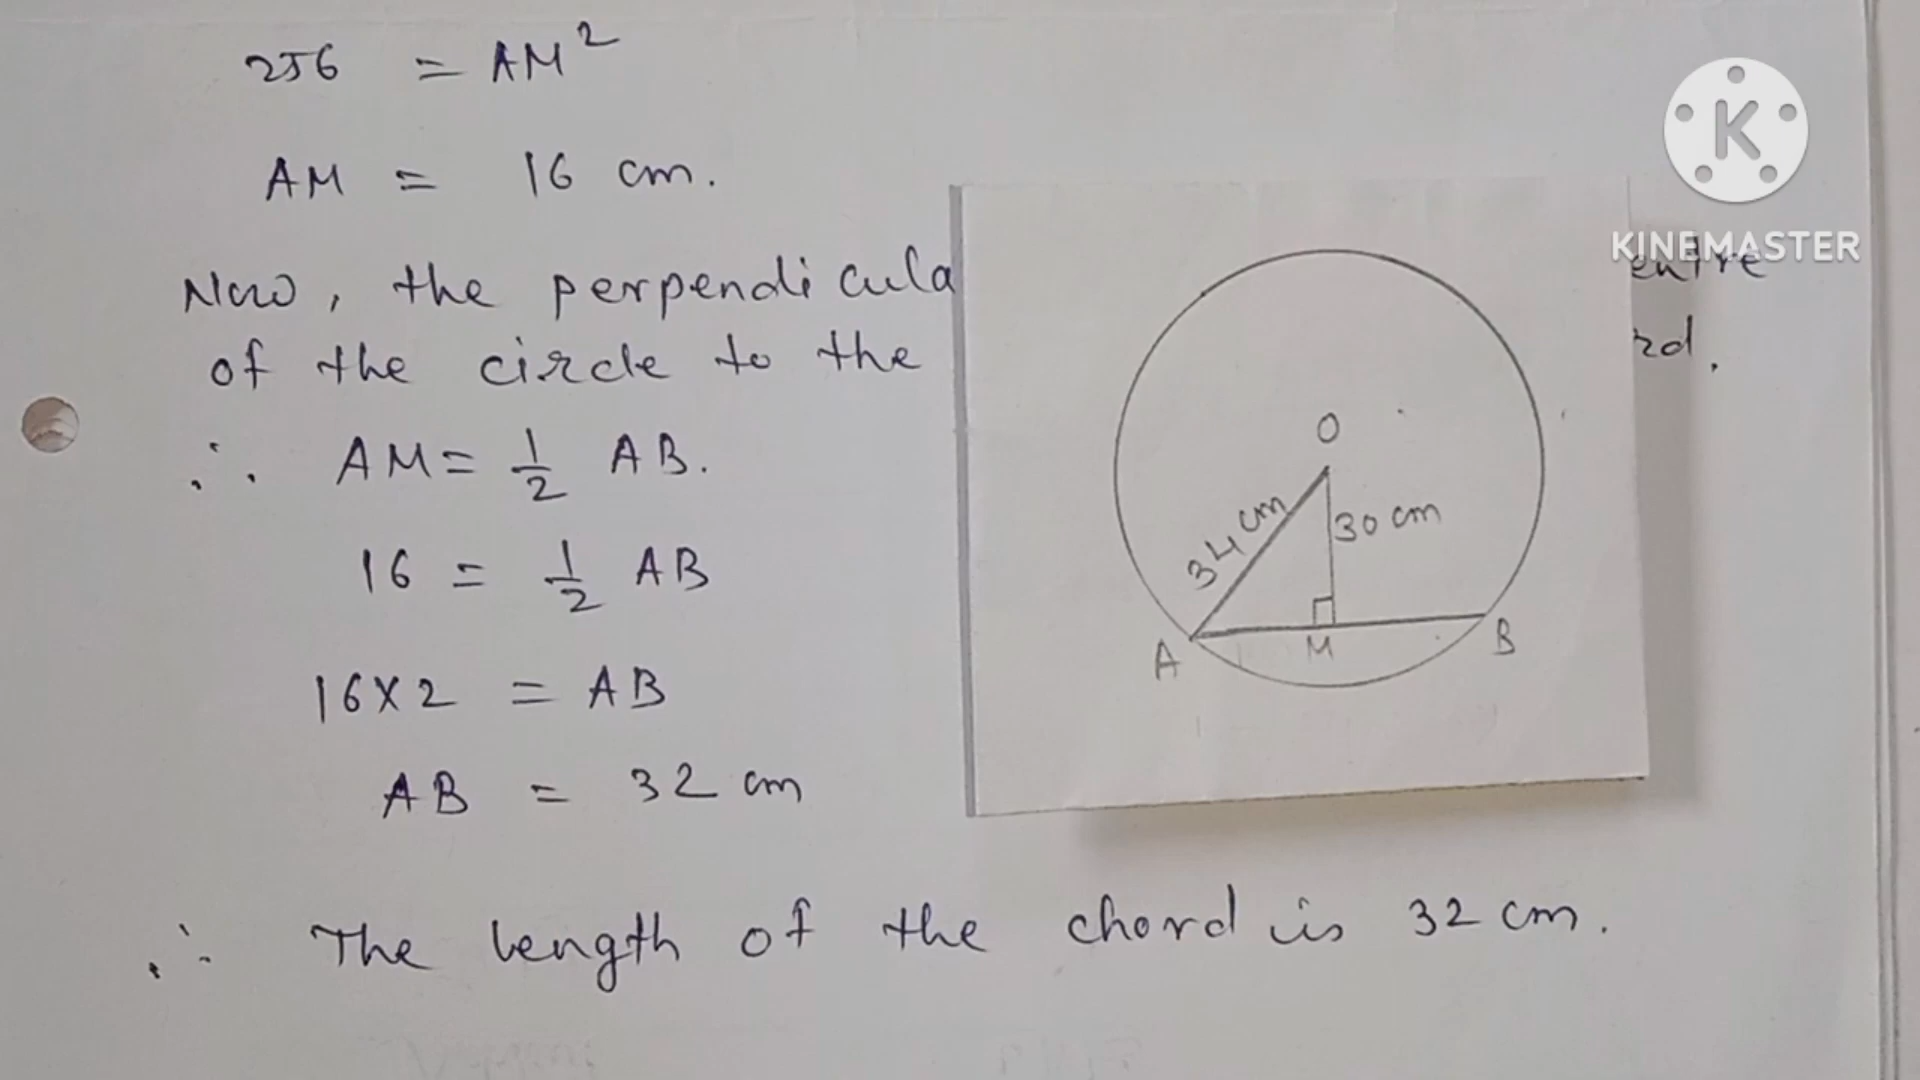 256 = AM²
AM = 16 cm.
Now, the perpendicula
of the circle to the
rd.
∴ AM = 1/2 AB.
16 = 1/2 AB
16 x 2 = AB
AB = 32 cm
∴ The length of the chord is 32 cm.
O
34 cm
30 cm
A
M
B
K
KINEMASTER